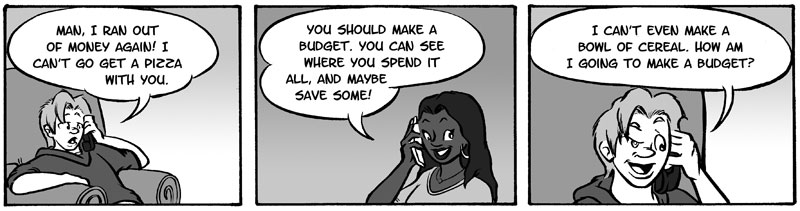 MAN, I RAN OUT
OF MONEY AGAIN! I
CAN'T GO GET A PIZZA
WITH YOU.
YOU SHOULD MAKE A
BUDGET. YOU CAN SEE
WHERE YOU SPEND IT
ALL, AND MAYBE
SAVE SOME!
I CAN'T EVEN MAKE A
BOWL OF CEREAL. HOW AM
I GOING TO MAKE A BUDGET?